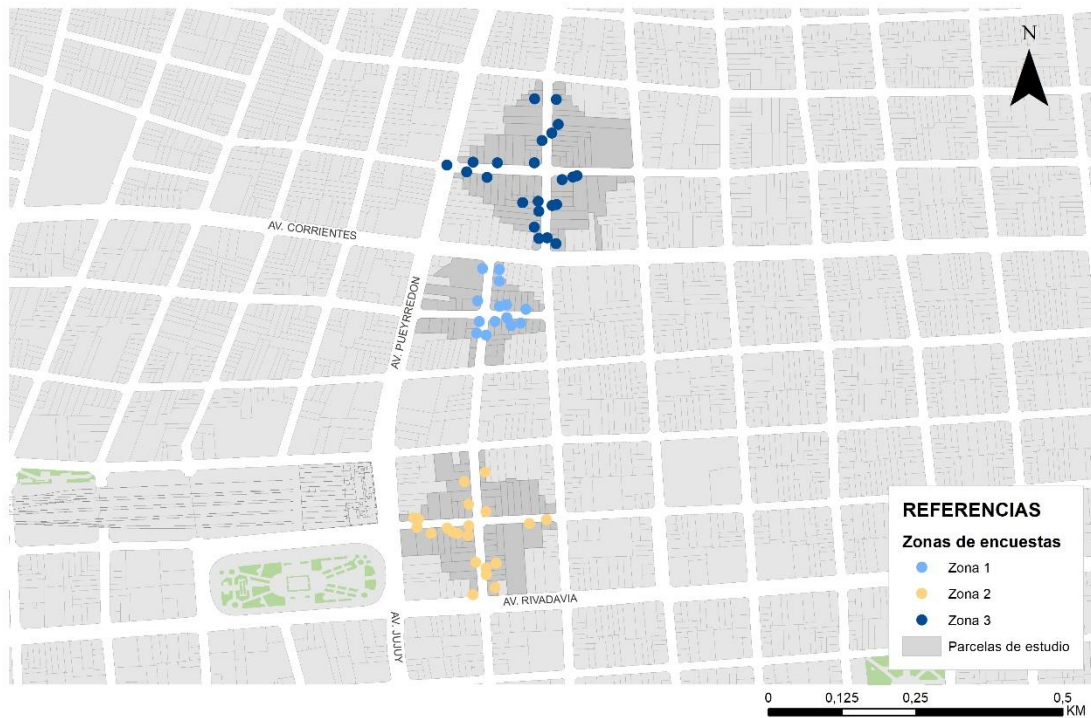 N
AV. CORRIENTES
AV. PUEYRREDON
AV. RIVADAVIA
AV. JUJUY
REFERENCIAS
Zonas de encuestas
Zona 1
Zona 2
Zona 3
Parcelas de estudio
0 0,125 0,25 0,5
KM